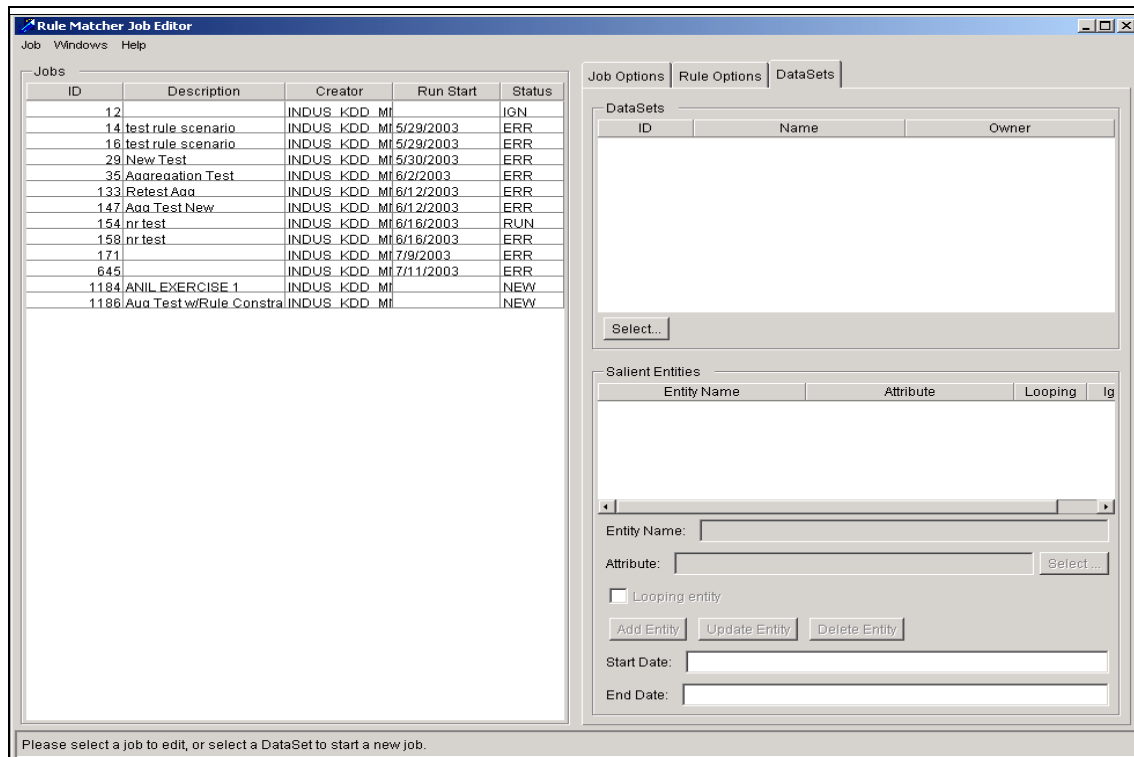 Rule Matcher Job Editor
Job Windows Help
Jobs
ID Description Creator Run Start Status
12 INDUS KDD MI IGN
14 test rule scenario INDUS KDD MI 5/29/2003 ERR
16 test rule scenario INDUS KDD MI 5/29/2003 ERR
29 New Test INDUS KDD MI 5/30/2003 ERR
35 Aggregation Test INDUS KDD MI 6/2/2003 ERR
133 Retest Agg INDUS KDD MI 6/12/2003 ERR
147 Agg Test New INDUS KDD MI 6/12/2003 ERR
154 nr test INDUS KDD MI 6/16/2003 RUN
158 nr test INDUS KDD MI 6/16/2003 ERR
171 INDUS KDD MI 7/9/2003 ERR
645 INDUS KDD MI 7/11/2003 ERR
1184 ANIL EXERCISE 1 INDUS KDD MI NEW
1186 Aug Test w/Rule Constra INDUS KDD MI NEW
Job Options Rule Options DataSets
DataSets
ID Name Owner
Select...
Salient Entities
Entity Name Attribute Looping Ig
Entity Name:
Attribute: Select ...
Looping entity
Add Entity Update Entity Delete Entity
Start Date:
End Date:
Please select a job to edit, or select a DataSet to start a new job.